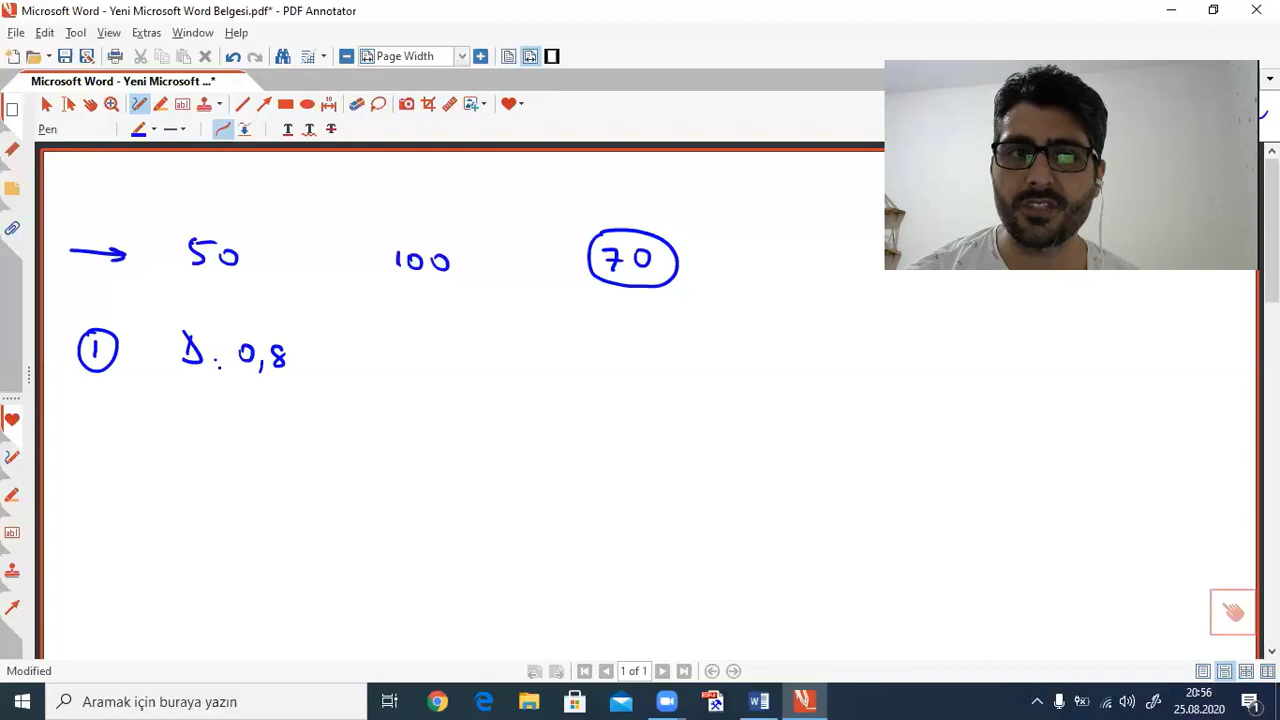 Microsoft Word - Yeni Microsoft Word Belgesi.pdf* - PDF Annotator
File Edit Tool View Extras Window Help
Page Width
Microsoft Word - Yeni Microsoft ...*
Pen
50 100 70
1 D: 0,8
Modified
1 of 1
Aramak için buraya yazın
20:56
25.08.2020
1